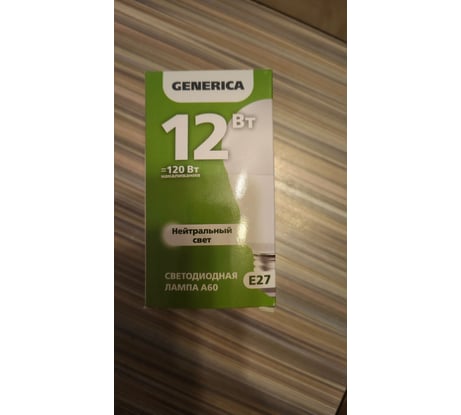 GENERICA
12 Вт
=120 Вт
накаливания
Нейтральный
свет
СВЕТОДИОДНАЯ
ЛАМПА А60
E27